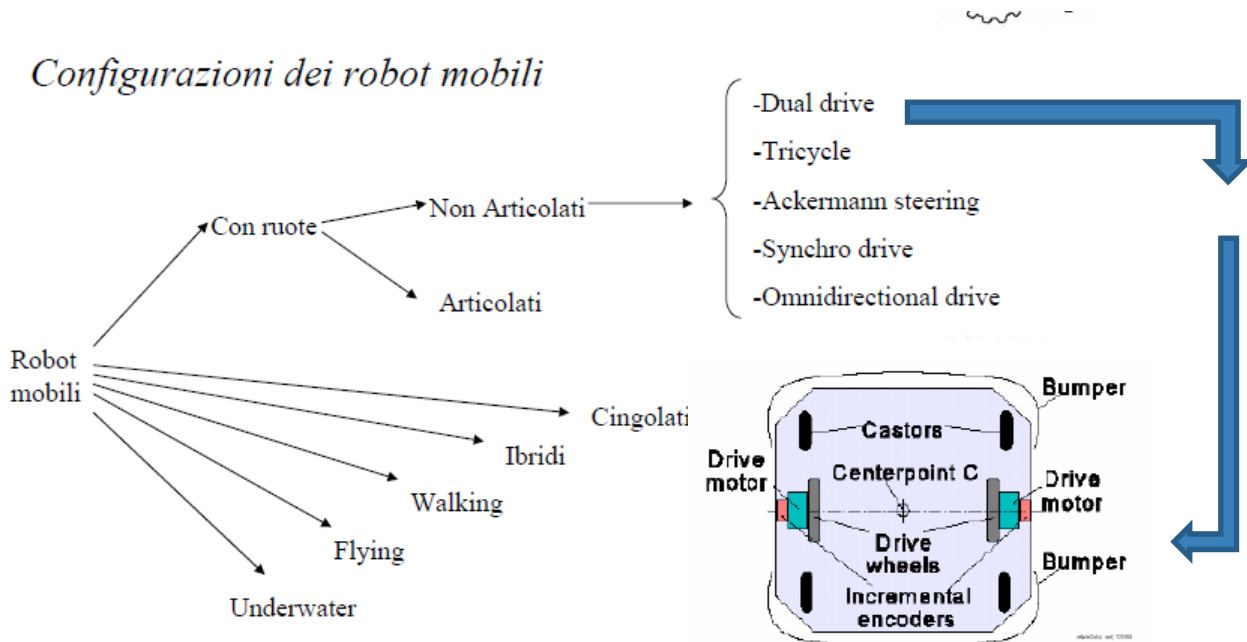 Configurazioni dei robot mobili
-Dual drive
-Tricycle
-Ackermann steering
-Synchro drive
-Omnidirectional drive
Non Articolati
Con ruote
Articolati
Robot
mobili
Cingolati
Ibridi
Walking
Flying
Underwater
Bumper
Castors
Drive
motor
Centerpoint C
Drive
motor
Drive
wheels
Bumper
Incremental
encoders